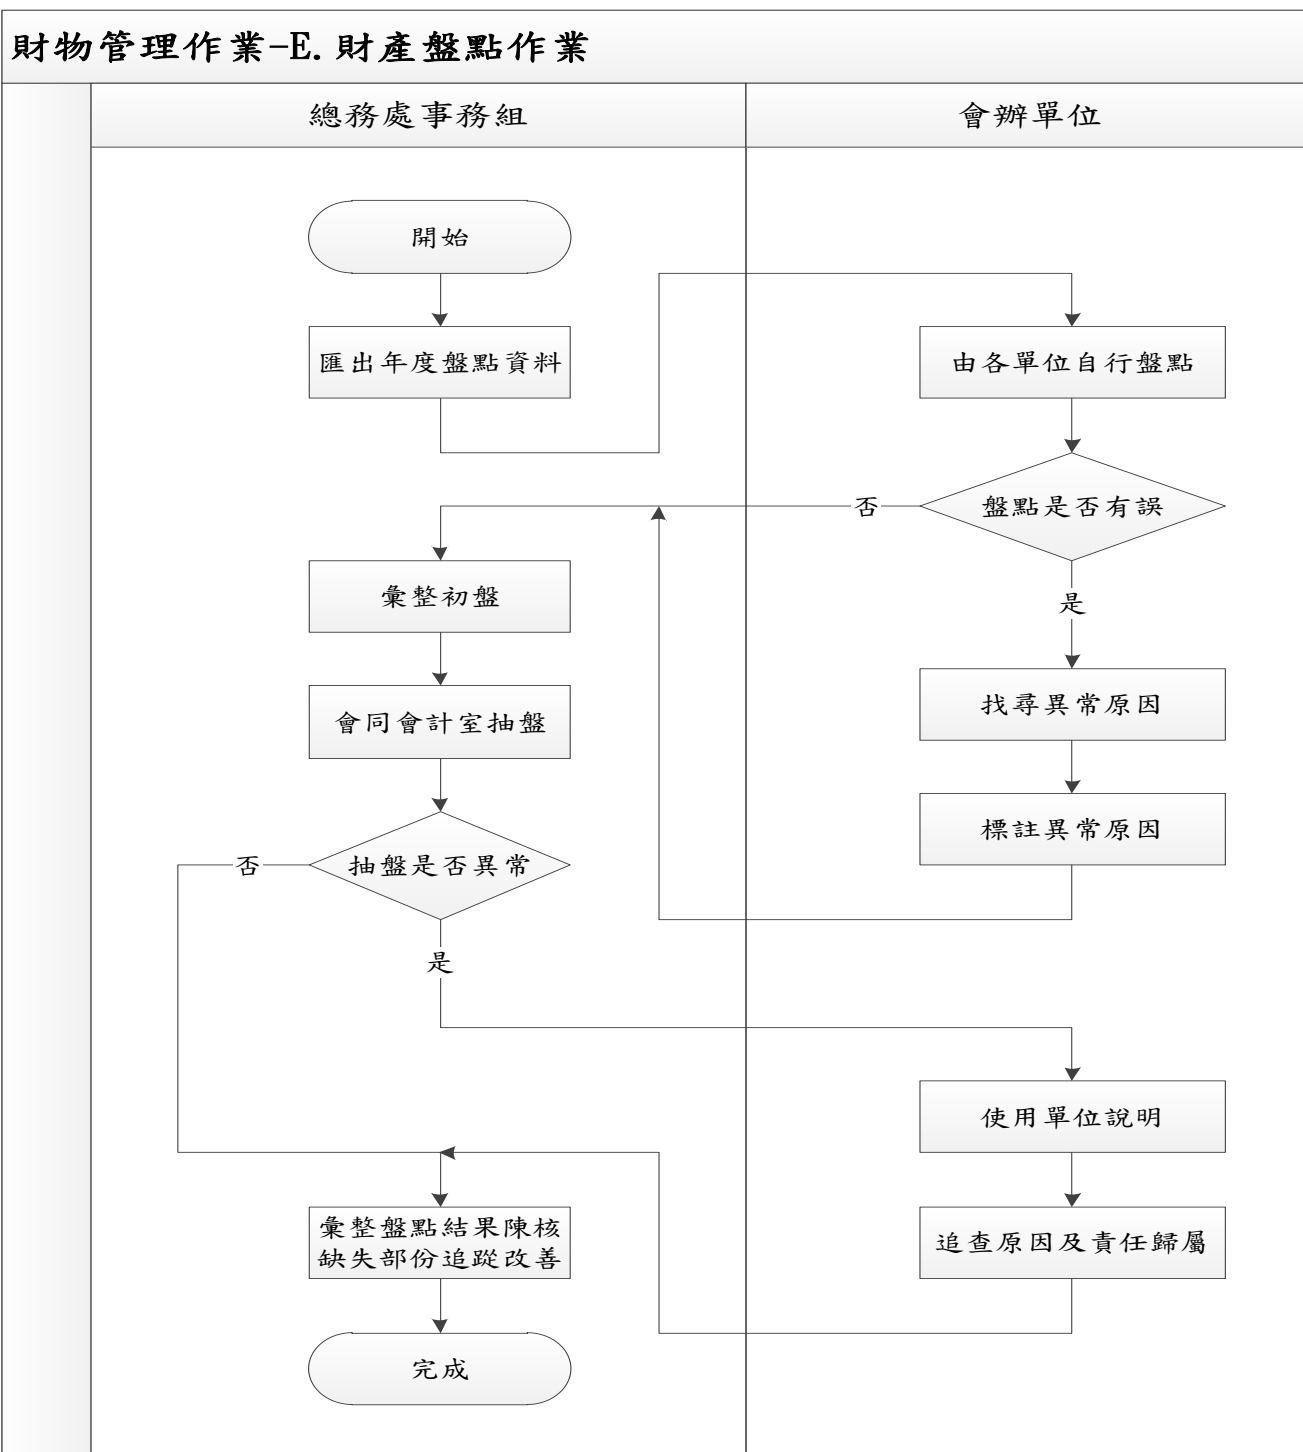 財物管理作業-E.財產盤點作業
總務處事務組
會辦單位
開始
匯出年度盤點資料
由各單位自行盤點
盤點是否有誤
否
是
彙整初盤
找尋異常原因
會同會計室抽盤
標註異常原因
抽盤是否異常
否
是
使用單位說明
追查原因及責任歸屬
彙整盤點結果陳核
缺失部份追蹤改善
完成